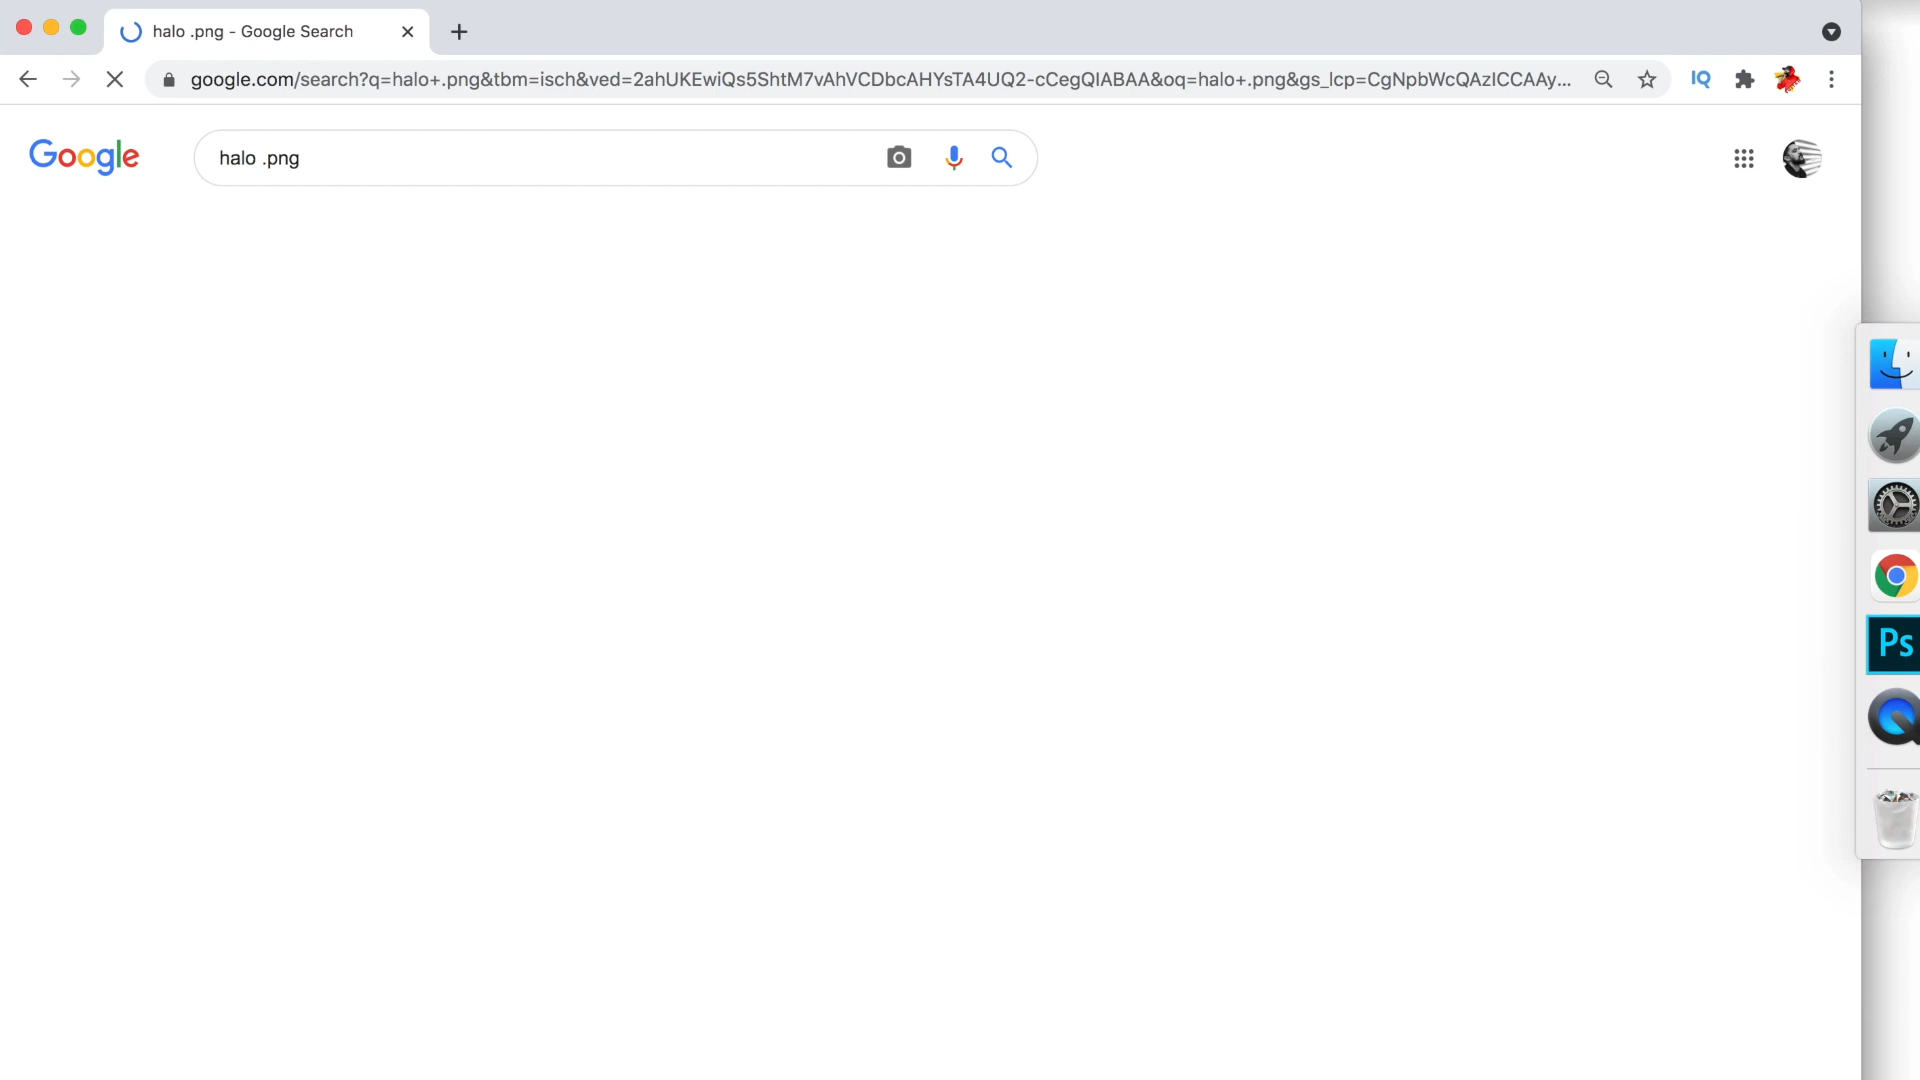 halo .png - Google Search
google.com/search?q=halo+.png&tbm=isch&ved=2ahUKEwiQs5ShtM7vAhVCDbcAHYsTA4UQ2-cCegQIABAA&oq=halo+.png&gs_lcp=CgNpbWcQAzICCAAy...
IQ
Google
halo .png
Ps